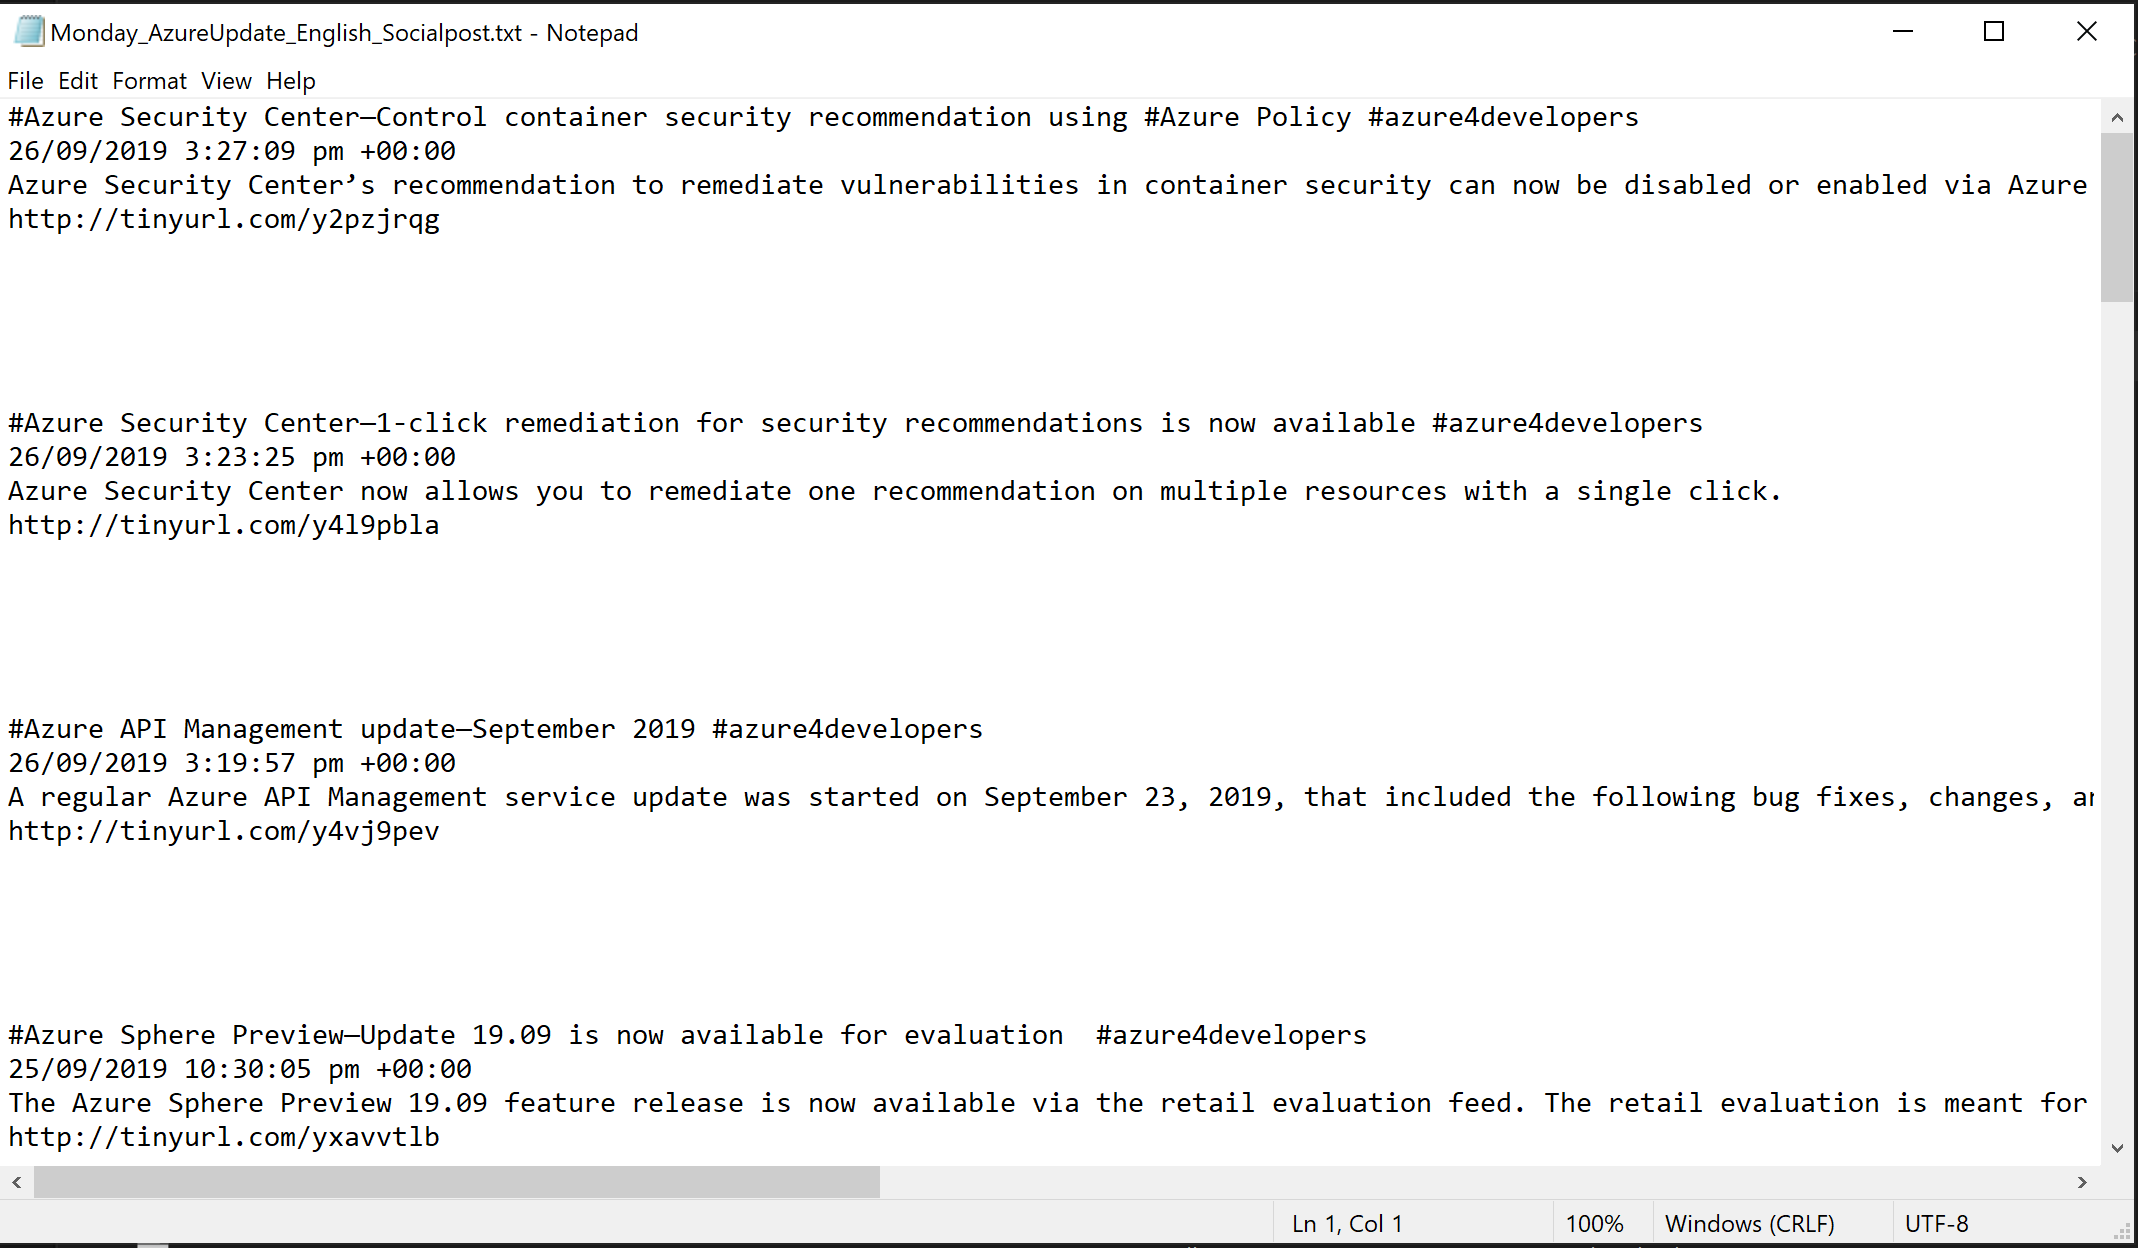 Monday_AzureUpdate_English_Socialpost.txt - Notepad
File Edit Format View Help
#Azure Security Center—Control container security recommendation using #Azure Policy #azure4developers
26/09/2019 3:27:09 pm +00:00
Azure Security Center’s recommendation to remediate vulnerabilities in container security can now be disabled or enabled via Azure
http://tinyurl.com/y2pzjrqg
#Azure Security Center—1-click remediation for security recommendations is now available #azure4developers
26/09/2019 3:23:25 pm +00:00
Azure Security Center now allows you to remediate one recommendation on multiple resources with a single click.
http://tinyurl.com/y4l9pbla
#Azure API Management update—September 2019 #azure4developers
26/09/2019 3:19:57 pm +00:00
A regular Azure API Management service update was started on September 23, 2019, that included the following bug fixes, changes,
http://tinyurl.com/y4vj9pev
#Azure Sphere Preview—Update 19.09 is now available for evaluation  #azure4developers
25/09/2019 10:30:05 pm +00:00
The Azure Sphere Preview 19.09 feature release is now available via the retail evaluation feed. The retail evaluation is meant for
http://tinyurl.com/yxavvtlb
Ln 1, Col 1 100% Windows (CRLF) UTF-8